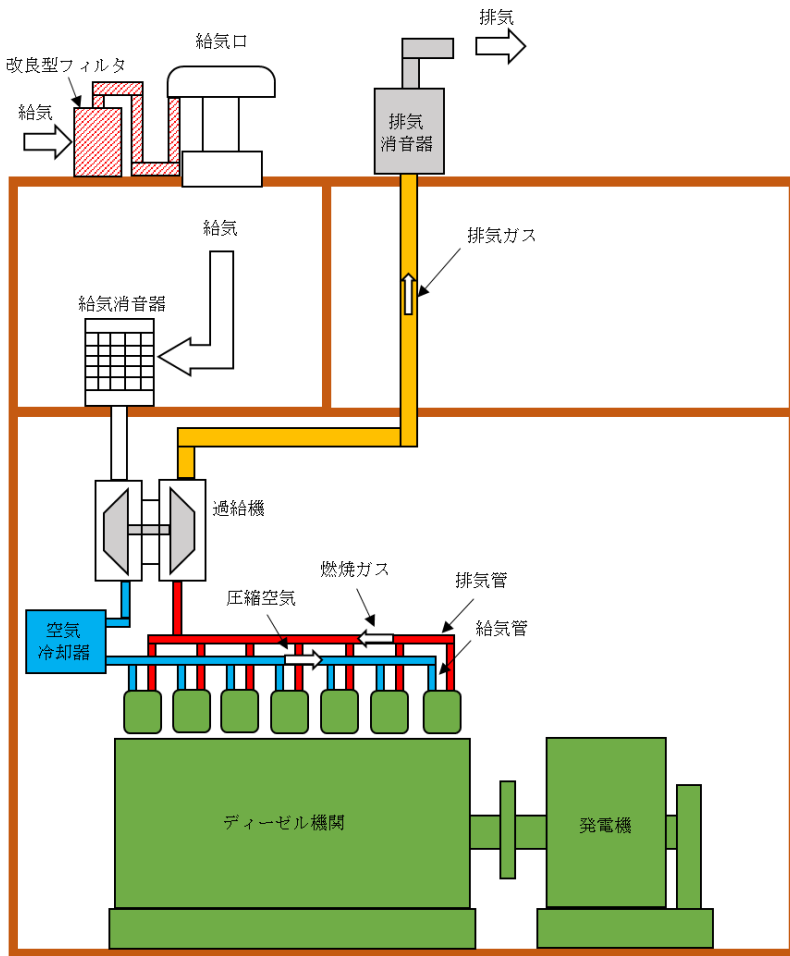 排気
給気口
改良型フィルタ
給気
排気
消音器
給気
排気ガス
給気消音器
過給機
燃焼ガス
排気管
圧縮空気
給気管
空気
冷却器
ディーゼル機関
発電機